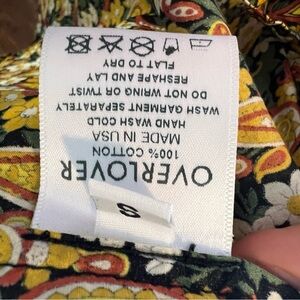 OVERLOVER
100% COTTON
MADE IN USA
HAND WASH COLD
WASH GARMENT SEPARATELY
DO NOT WRING OR TWIST
RESHAPE AND LAY
FLAT TO DRY
S